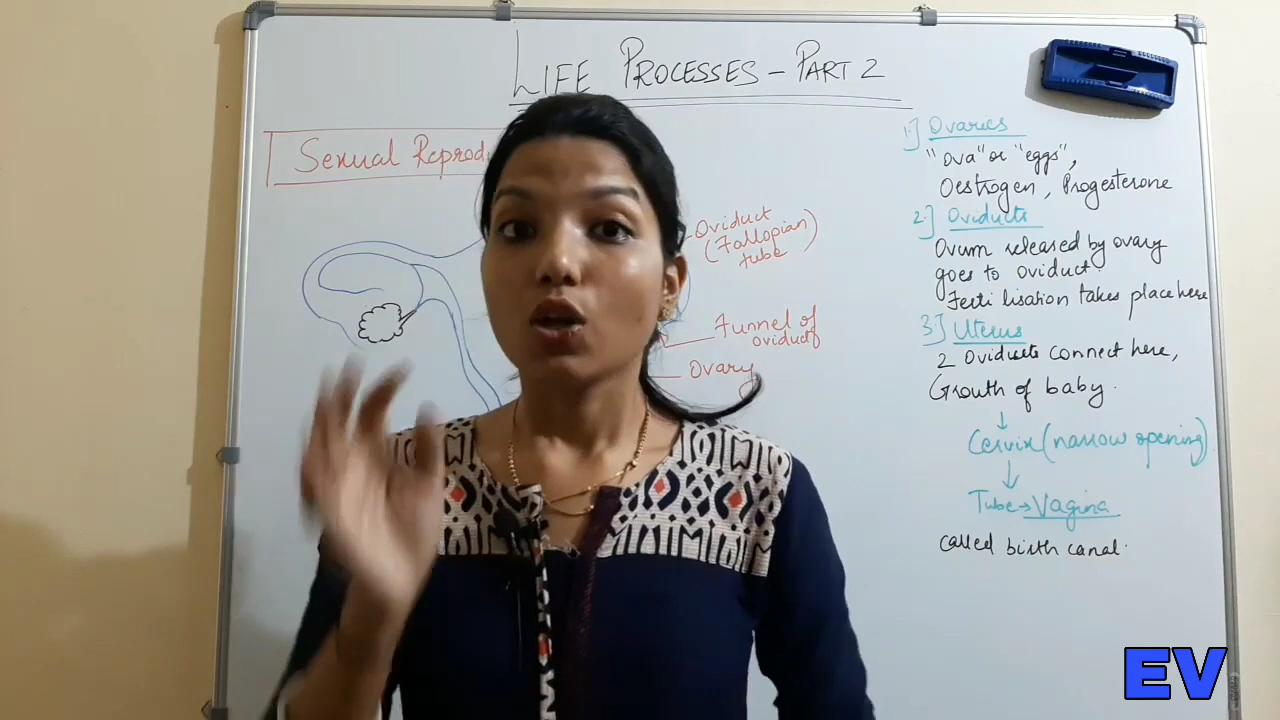 LIFE PROCESSES - PART 2
Sexual Reprod
Oviduct
(Fallopian)
tube
Funnel of
oviduct
Ovary
1.] Ovaries
"ova" or "eggs",
Oestrogen, Progesterone
2.] Oviducts
Ovum released by ovary
goes to oviduct.
Fertilisation takes place here
3.] Uterus
2 Oviducts connect here,
Growth of baby.
↓
Cervix (narrow opening)
↓
Tube → Vagina
called birth canal.
EV